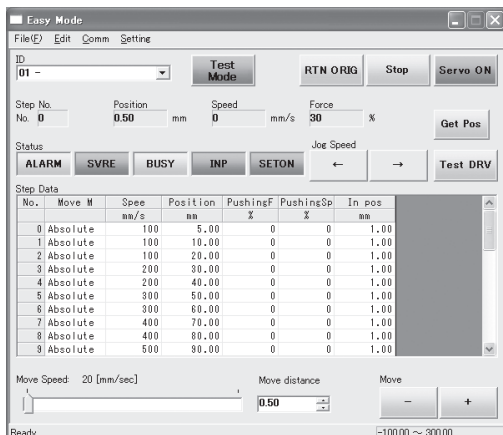 Easy Mode
File(F) Edit Comm Setting
ID
01 -
Test Mode
RTN ORIG
Stop
Servo ON
Step No. Position Speed Force
No. 0 0.50 mm 0 mm/s 30 %
Get Pos
Status Jog Speed
ALARM SVRE BUSY INP SETON ← → Test DRV
Step Data
No. Move M Spee Position PushingF PushingSp In pos
mm/s mm % % mm
0 Absolute 100 5.00 0 0 1.00
1 Absolute 100 10.00 0 0 1.00
2 Absolute 100 20.00 0 0 1.00
3 Absolute 200 30.00 0 0 1.00
4 Absolute 200 40.00 0 0 1.00
5 Absolute 300 50.00 0 0 1.00
6 Absolute 300 60.00 0 0 1.00
7 Absolute 400 70.00 0 0 1.00
8 Absolute 400 80.00 0 0 1.00
9 Absolute 500 90.00 0 0 1.00
Move Speed: 20 [mm/sec] Move distance Move
0.50 - +
Ready -100.00 ~ 300.00